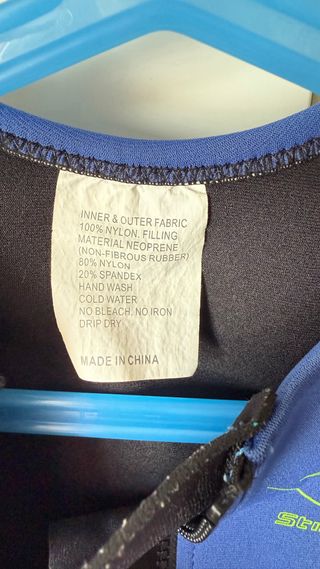 INNER & OUTER FABRIC
100% NYLON. FILLING
MATERIAL NEOPRENE
(NON-FIBROUS RUBBER)
80% NYLON
20% SPANDEX
HAND WASH
COLD WATER
NO BLEACH. NO IRON
DRIP DRY
MADE IN CHINA